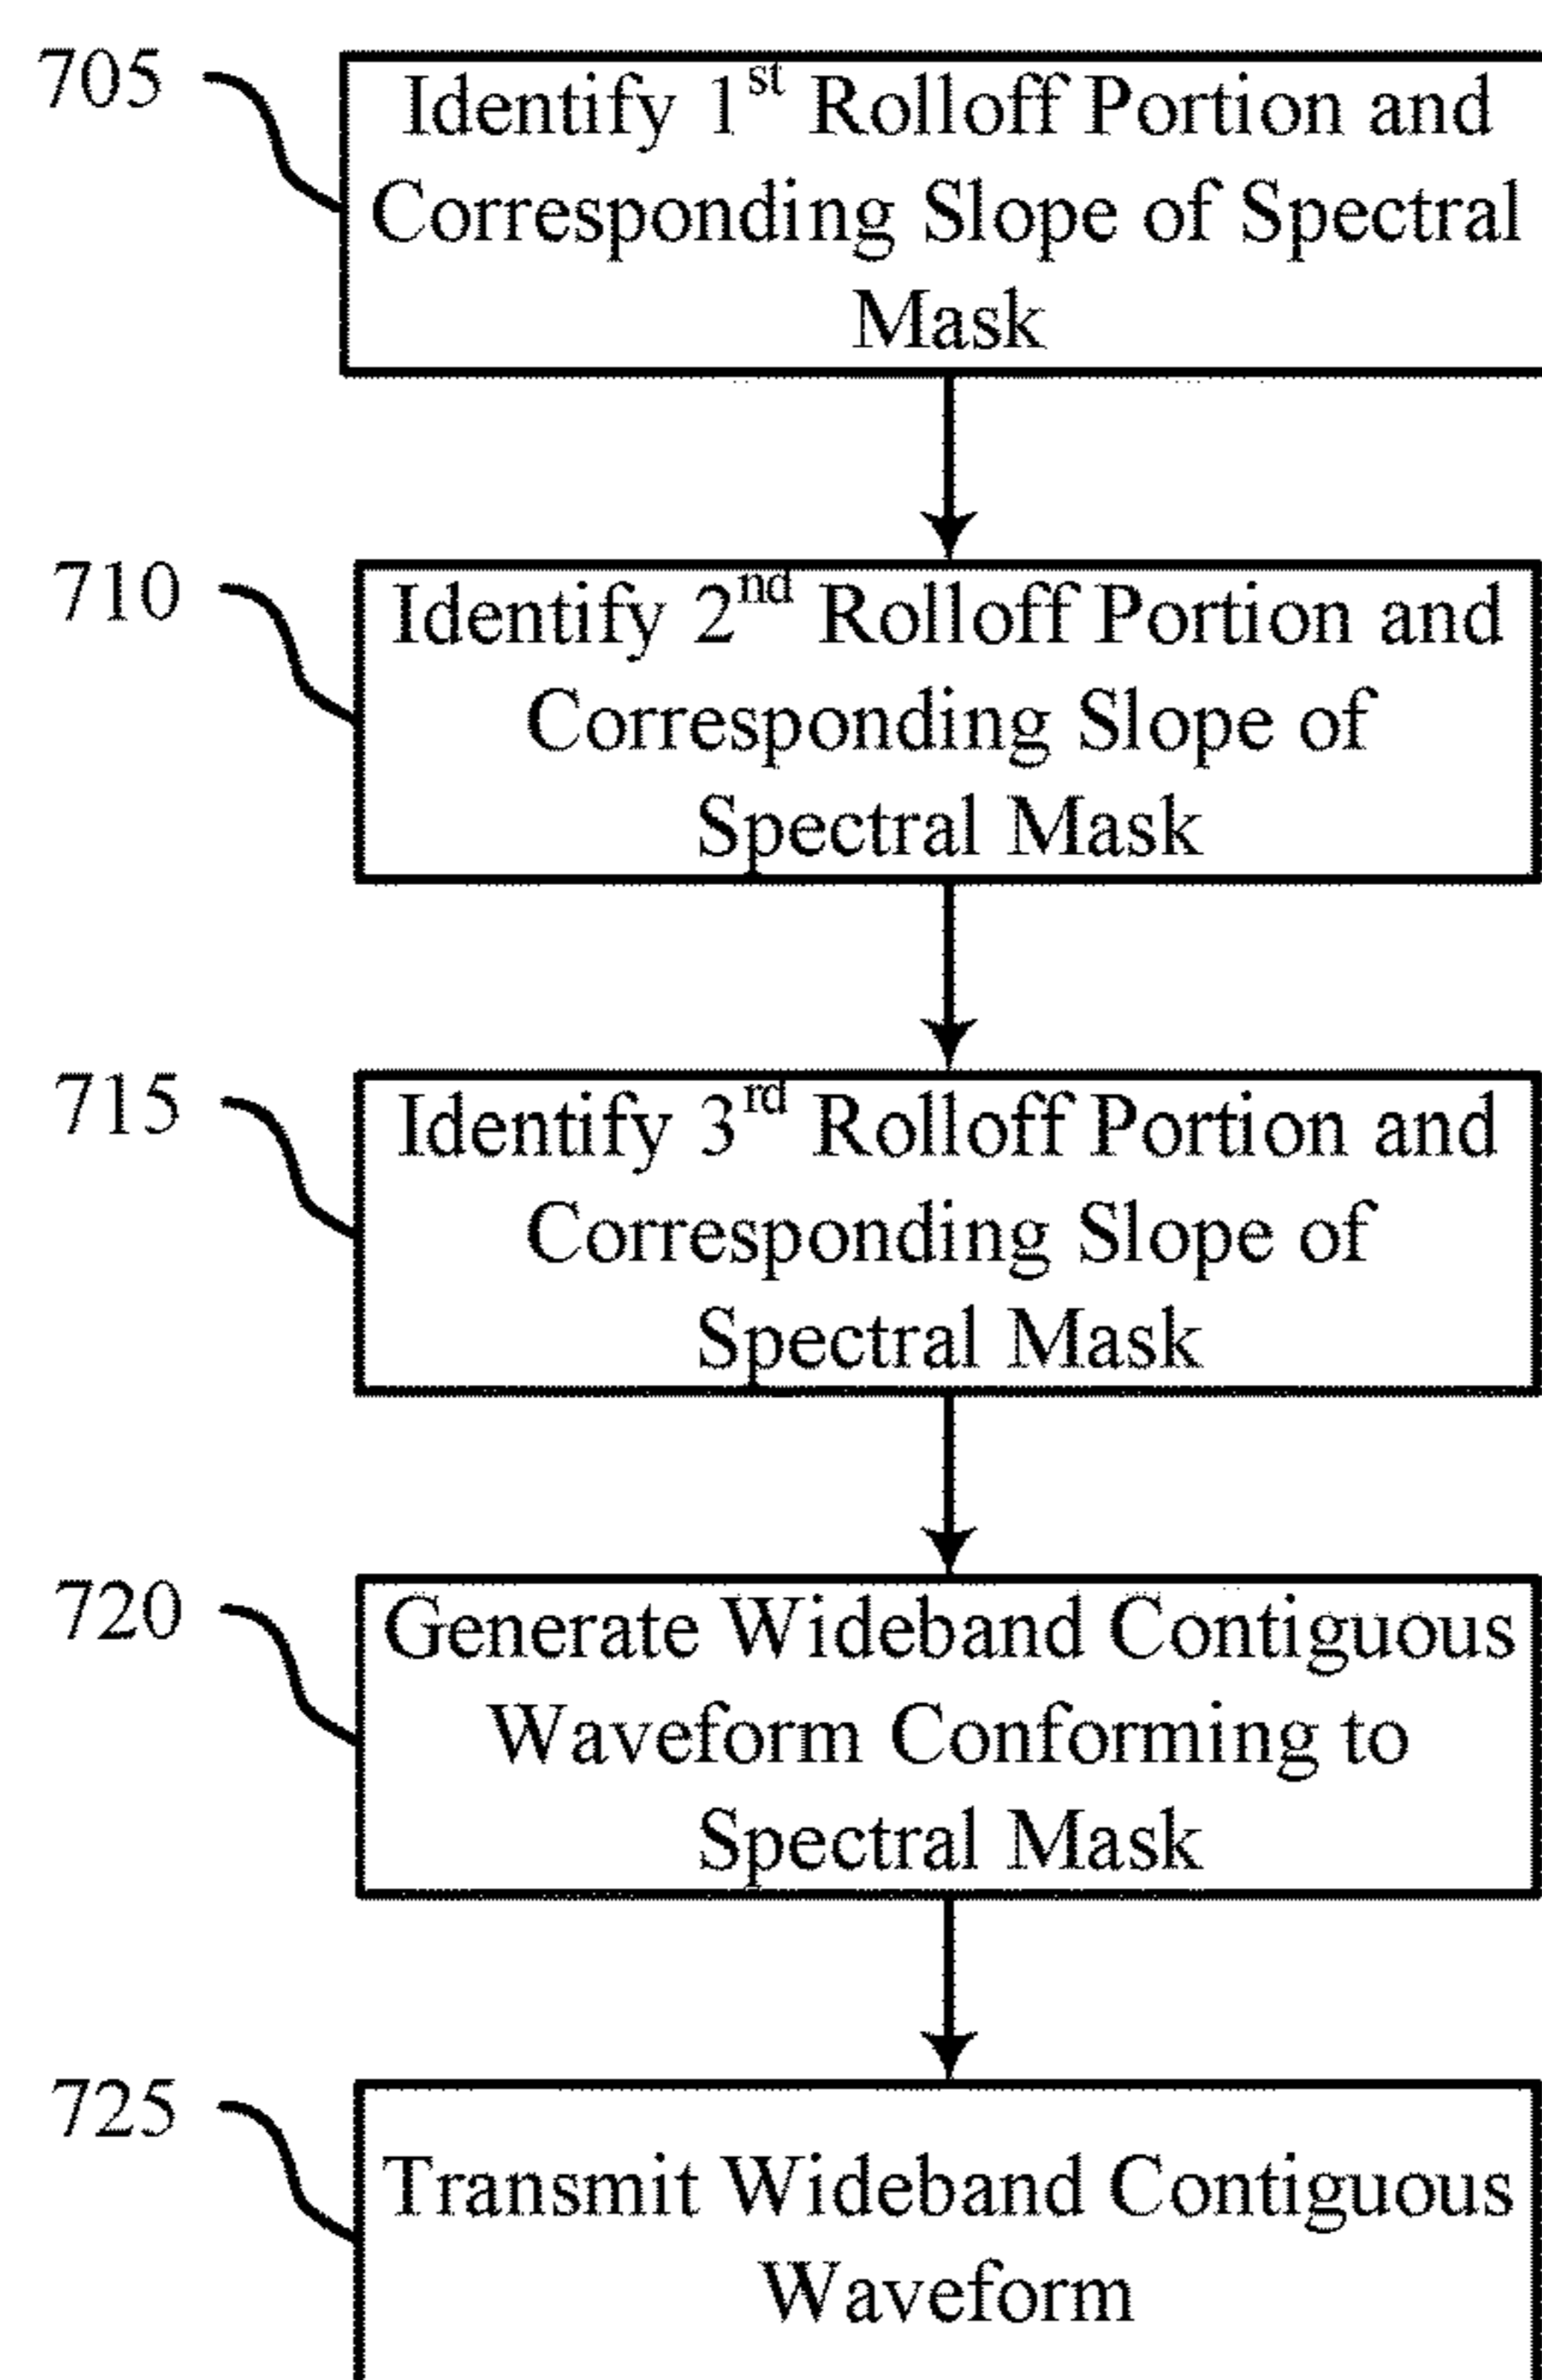 705
Identify 1st Rolloff Portion and
Corresponding Slope of Spectral
Mask
710
Identify 2nd Rolloff Portion and
Corresponding Slope of
Spectral Mask
715
Identify 3rd Rolloff Portion and
Corresponding Slope of
Spectral Mask
720
Generate Wideband Contiguous
Waveform Conforming to
Spectral Mask
725
Transmit Wideband Contiguous
Waveform